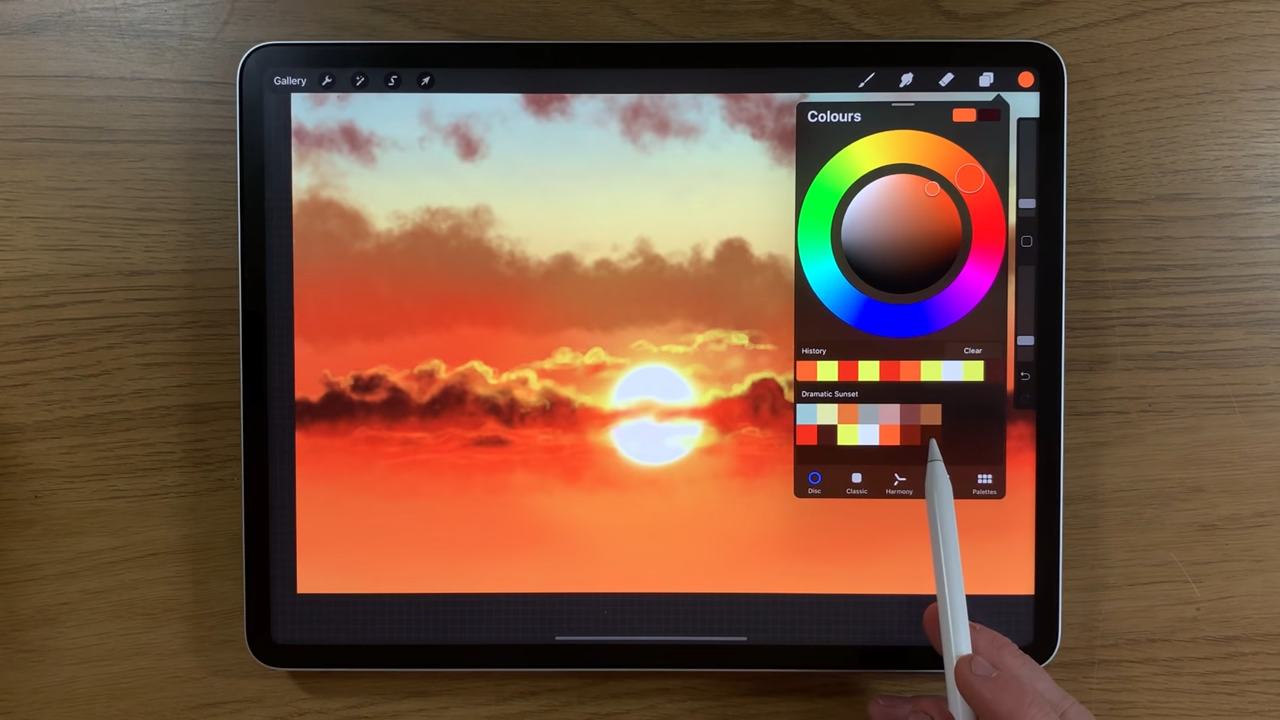 Gallery
Colours
History
Clear
Dramatic Sunset
Disc
Classic
Harmony
Palettes